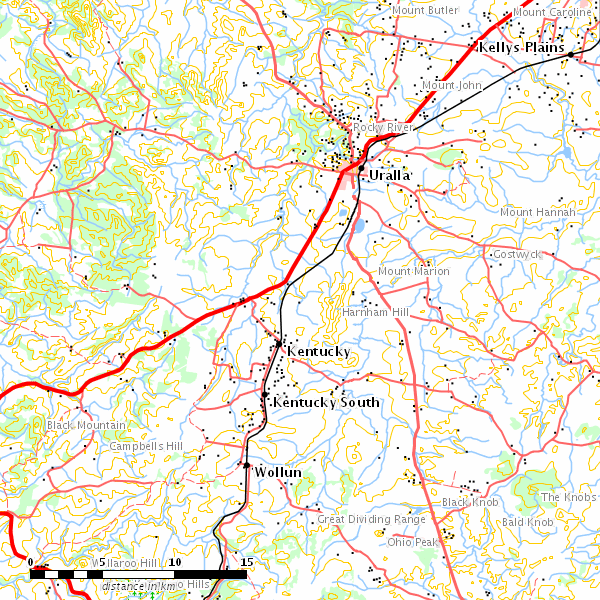 Mount Butler
Mount Caroline
Kellys Plains
Mount John
Rocky River
Uralla
Mount Hannah
Gostwyck
Mount Marion
Harnham Hill
Kentucky
Kentucky South
Black Mountain
Campbells Hill
Wollun
Black Knob
The Knobs
Great Dividing Range
Bald Knob
Ohio Peak
0 5 10 15
distance in km